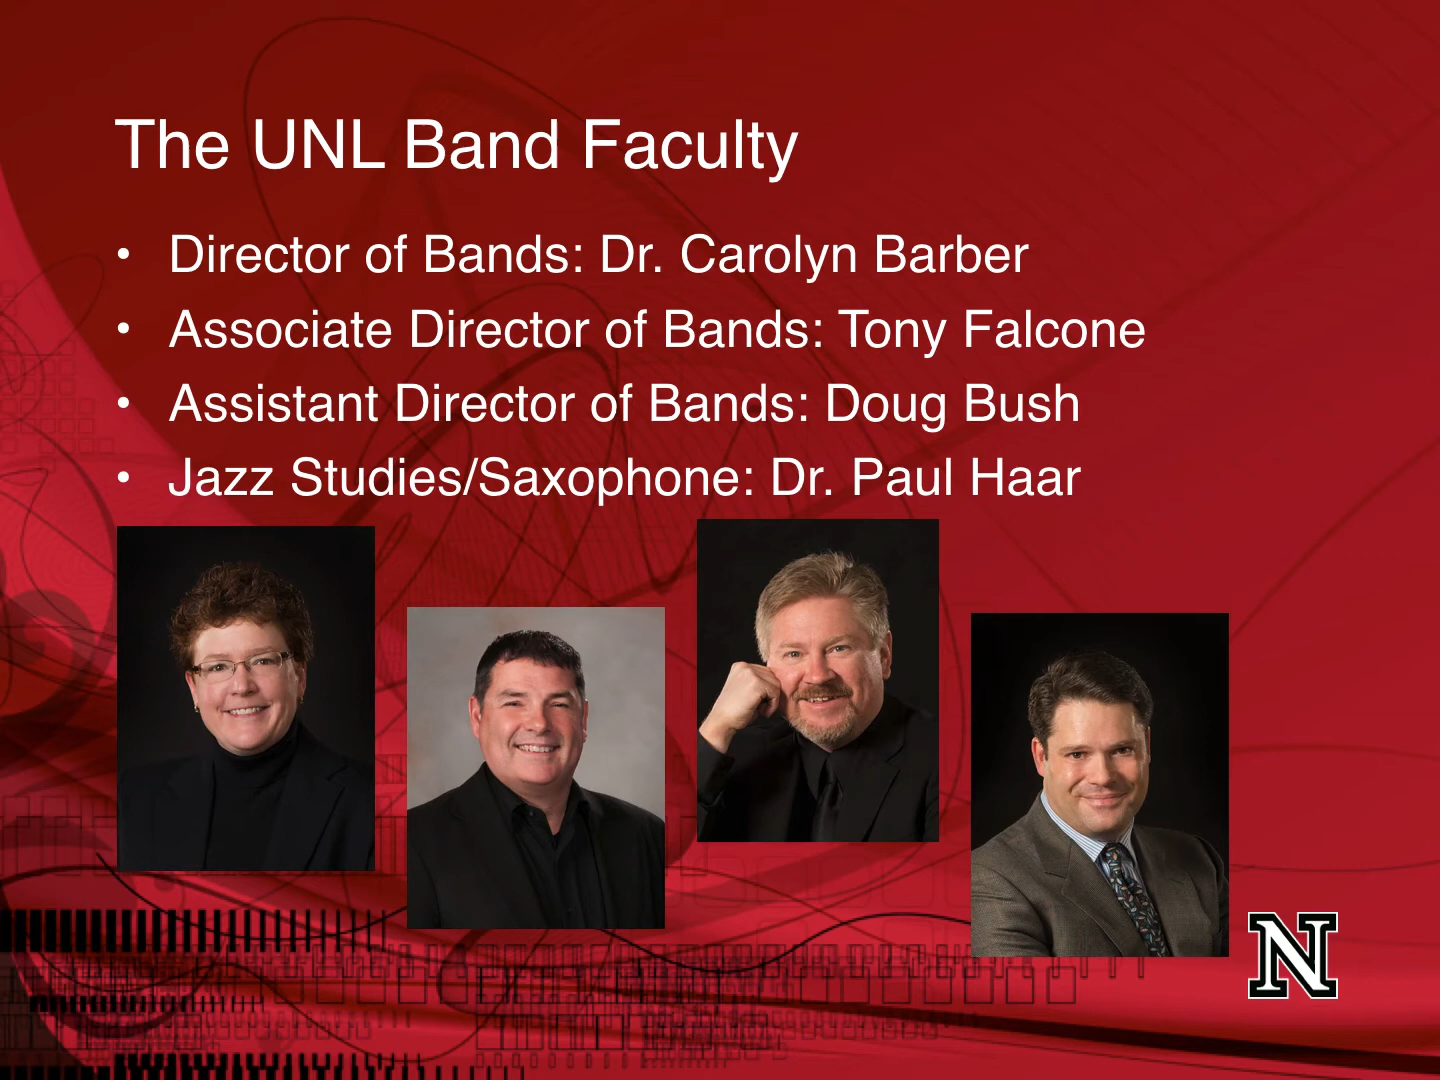 The UNL Band Faculty
• Director of Bands: Dr. Carolyn Barber
• Associate Director of Bands: Tony Falcone
• Assistant Director of Bands: Doug Bush
• Jazz Studies/Saxophone: Dr. Paul Haar
N